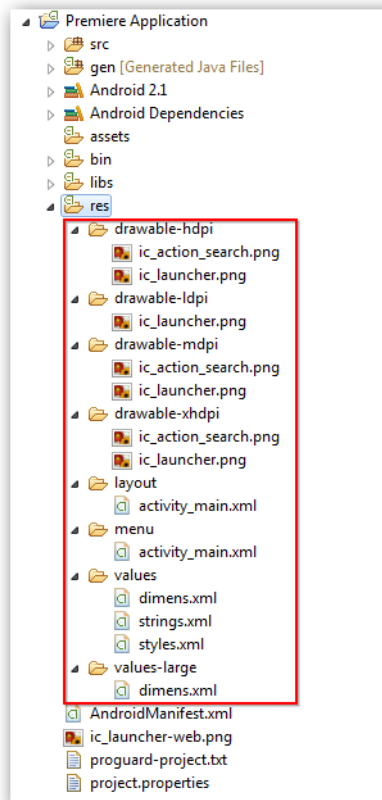 Premiere Application
src
gen [Generated Java Files]
Android 2.1
Android Dependencies
assets
bin
libs
res
drawable-hdpi
ic_action_search.png
ic_launcher.png
drawable-ldpi
ic_launcher.png
drawable-mdpi
ic_action_search.png
ic_launcher.png
drawable-xhdpi
ic_action_search.png
ic_launcher.png
layout
activity_main.xml
menu
activity_main.xml
values
dimens.xml
strings.xml
styles.xml
values-large
dimens.xml
AndroidManifest.xml
ic_launcher-web.png
proguard-project.txt
project.properties